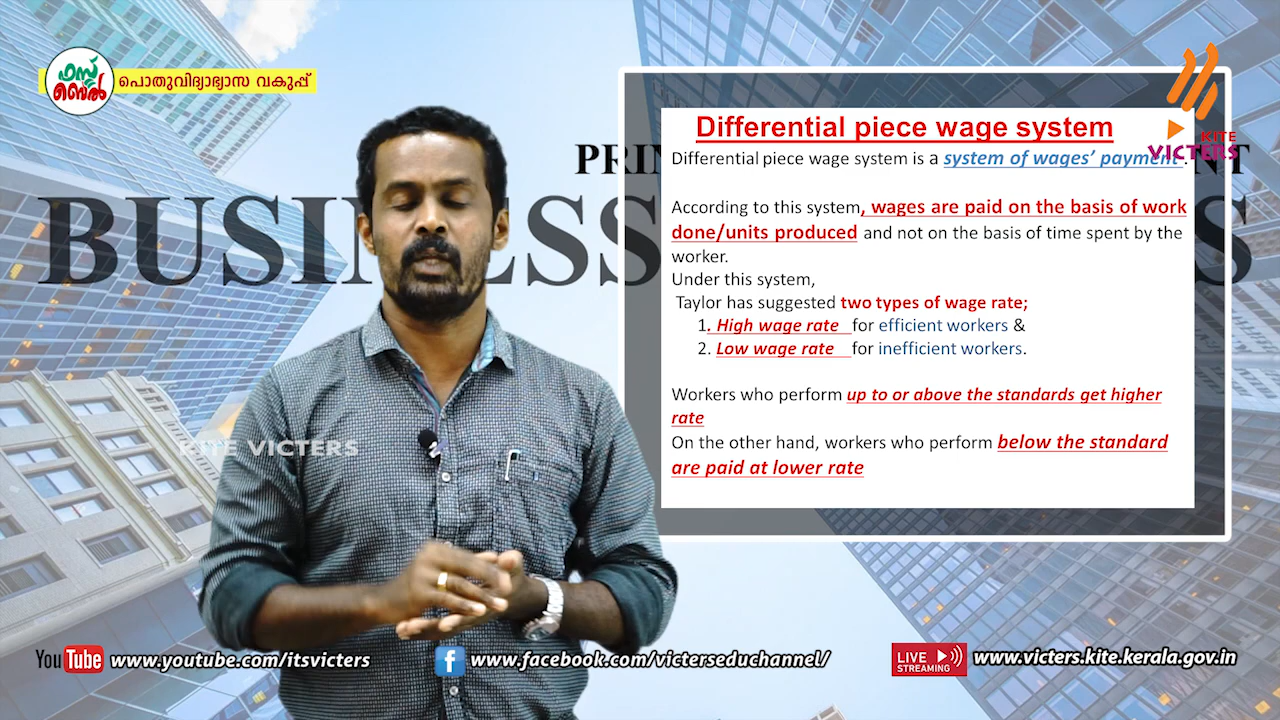 ഫസ്റ്റ്
ബെൽ
പൊതുവിദ്യാഭ്യാസ വകുപ്പ്
KITE
VICTERS
BUSINESS
Differential piece wage system
Differential piece wage system is a system of wages’ payment .
According to this system, wages are paid on the basis of work
done/units produced and not on the basis of time spent by the
worker.
Under this system,
Taylor has suggested two types of wage rate;
1. High wage rate for efficient workers &
2. Low wage rate for inefficient workers.
Workers who perform up to or above the standards get higher
rate
On the other hand, workers who perform below the standard
are paid at lower rate
KITE VICTERS
YouTube www.youtube.com/itsvicters
f www.facebook.com/victerseduchannel/
LIVE
STREAMING
www.victers.kite.kerala.gov.in